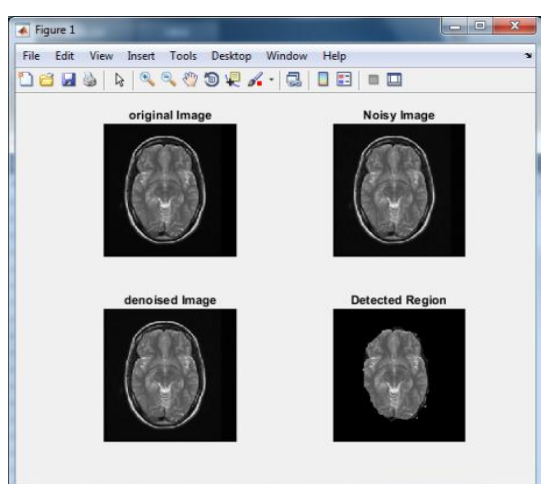 Figure 1
File Edit View Insert Tools Desktop Window Help
original Image
Noisy Image
denoised Image
Detected Region